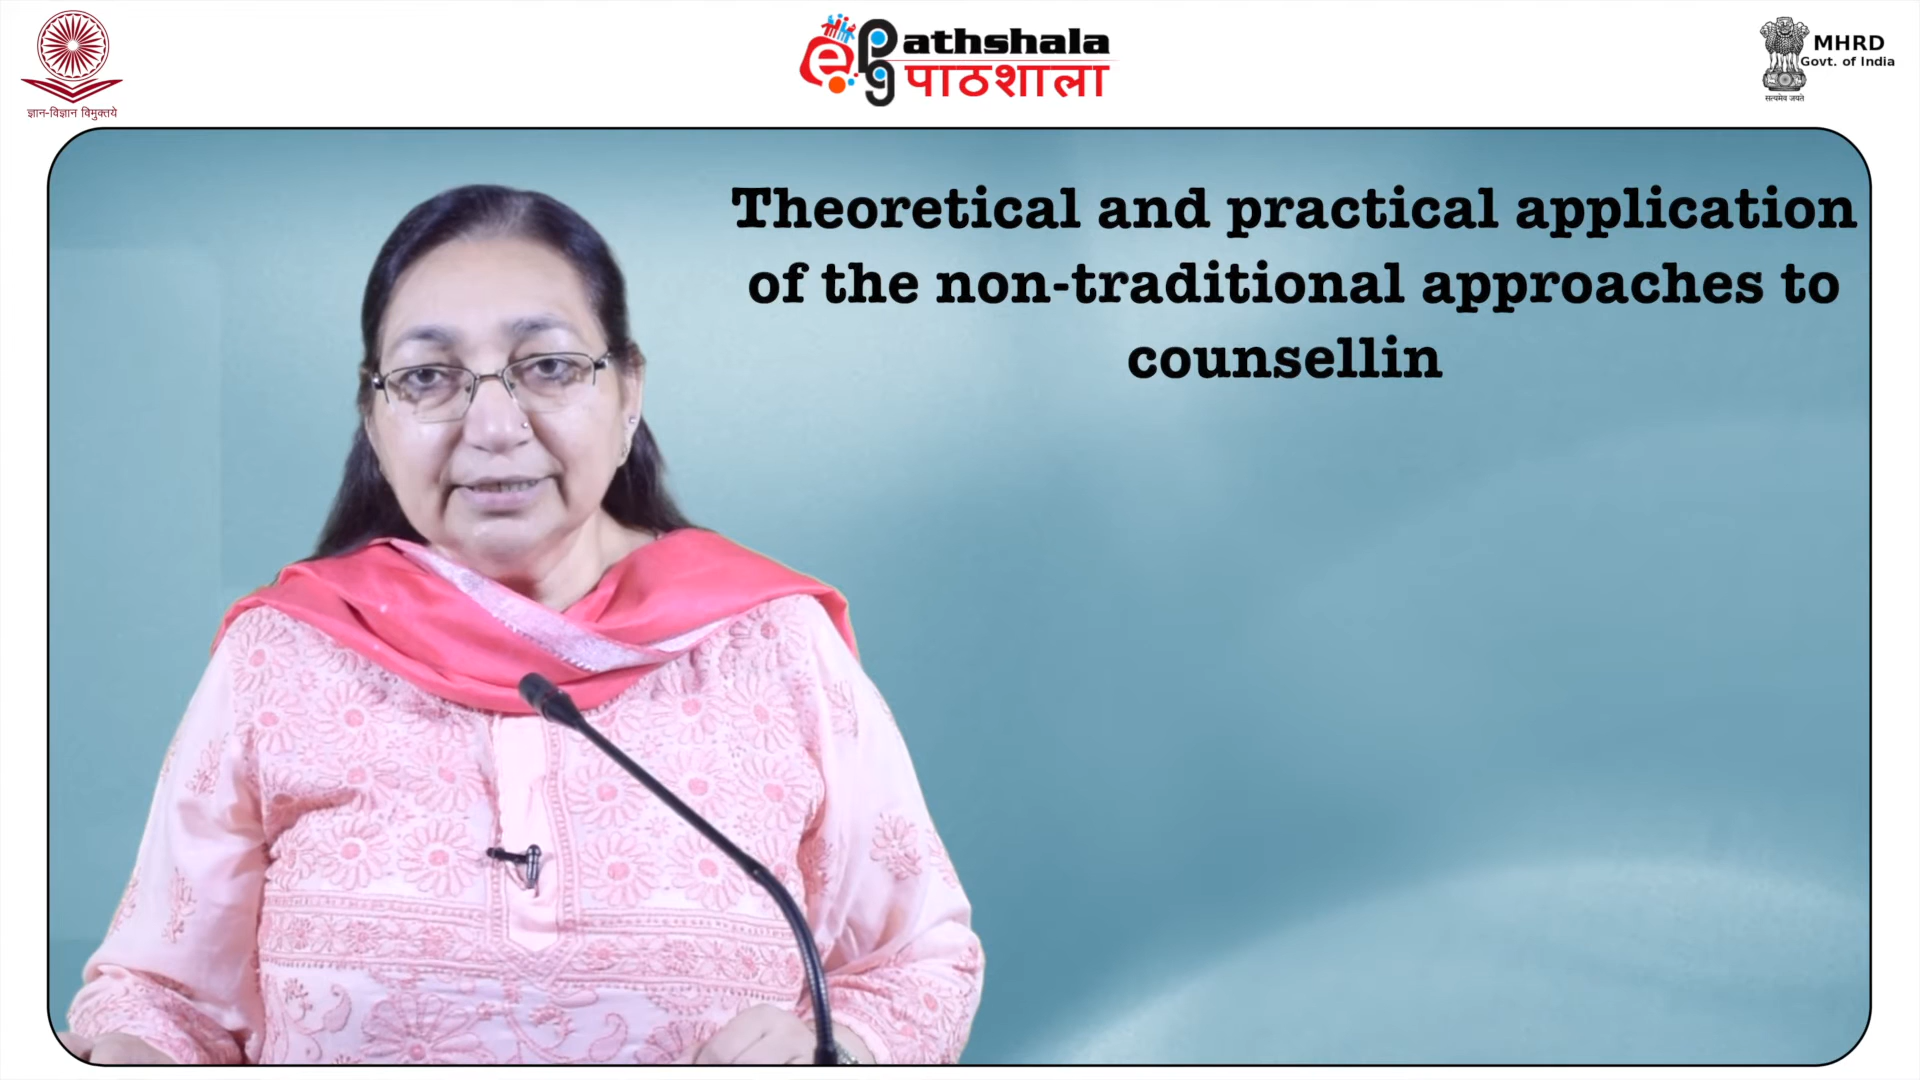 ज्ञान-विज्ञान विमुक्तये
e
pg
athshala
पाठशाला
MHRD
Govt. of India
सत्यमेव जयते
Theoretical and practical application
of the non-traditional approaches to
counsellin